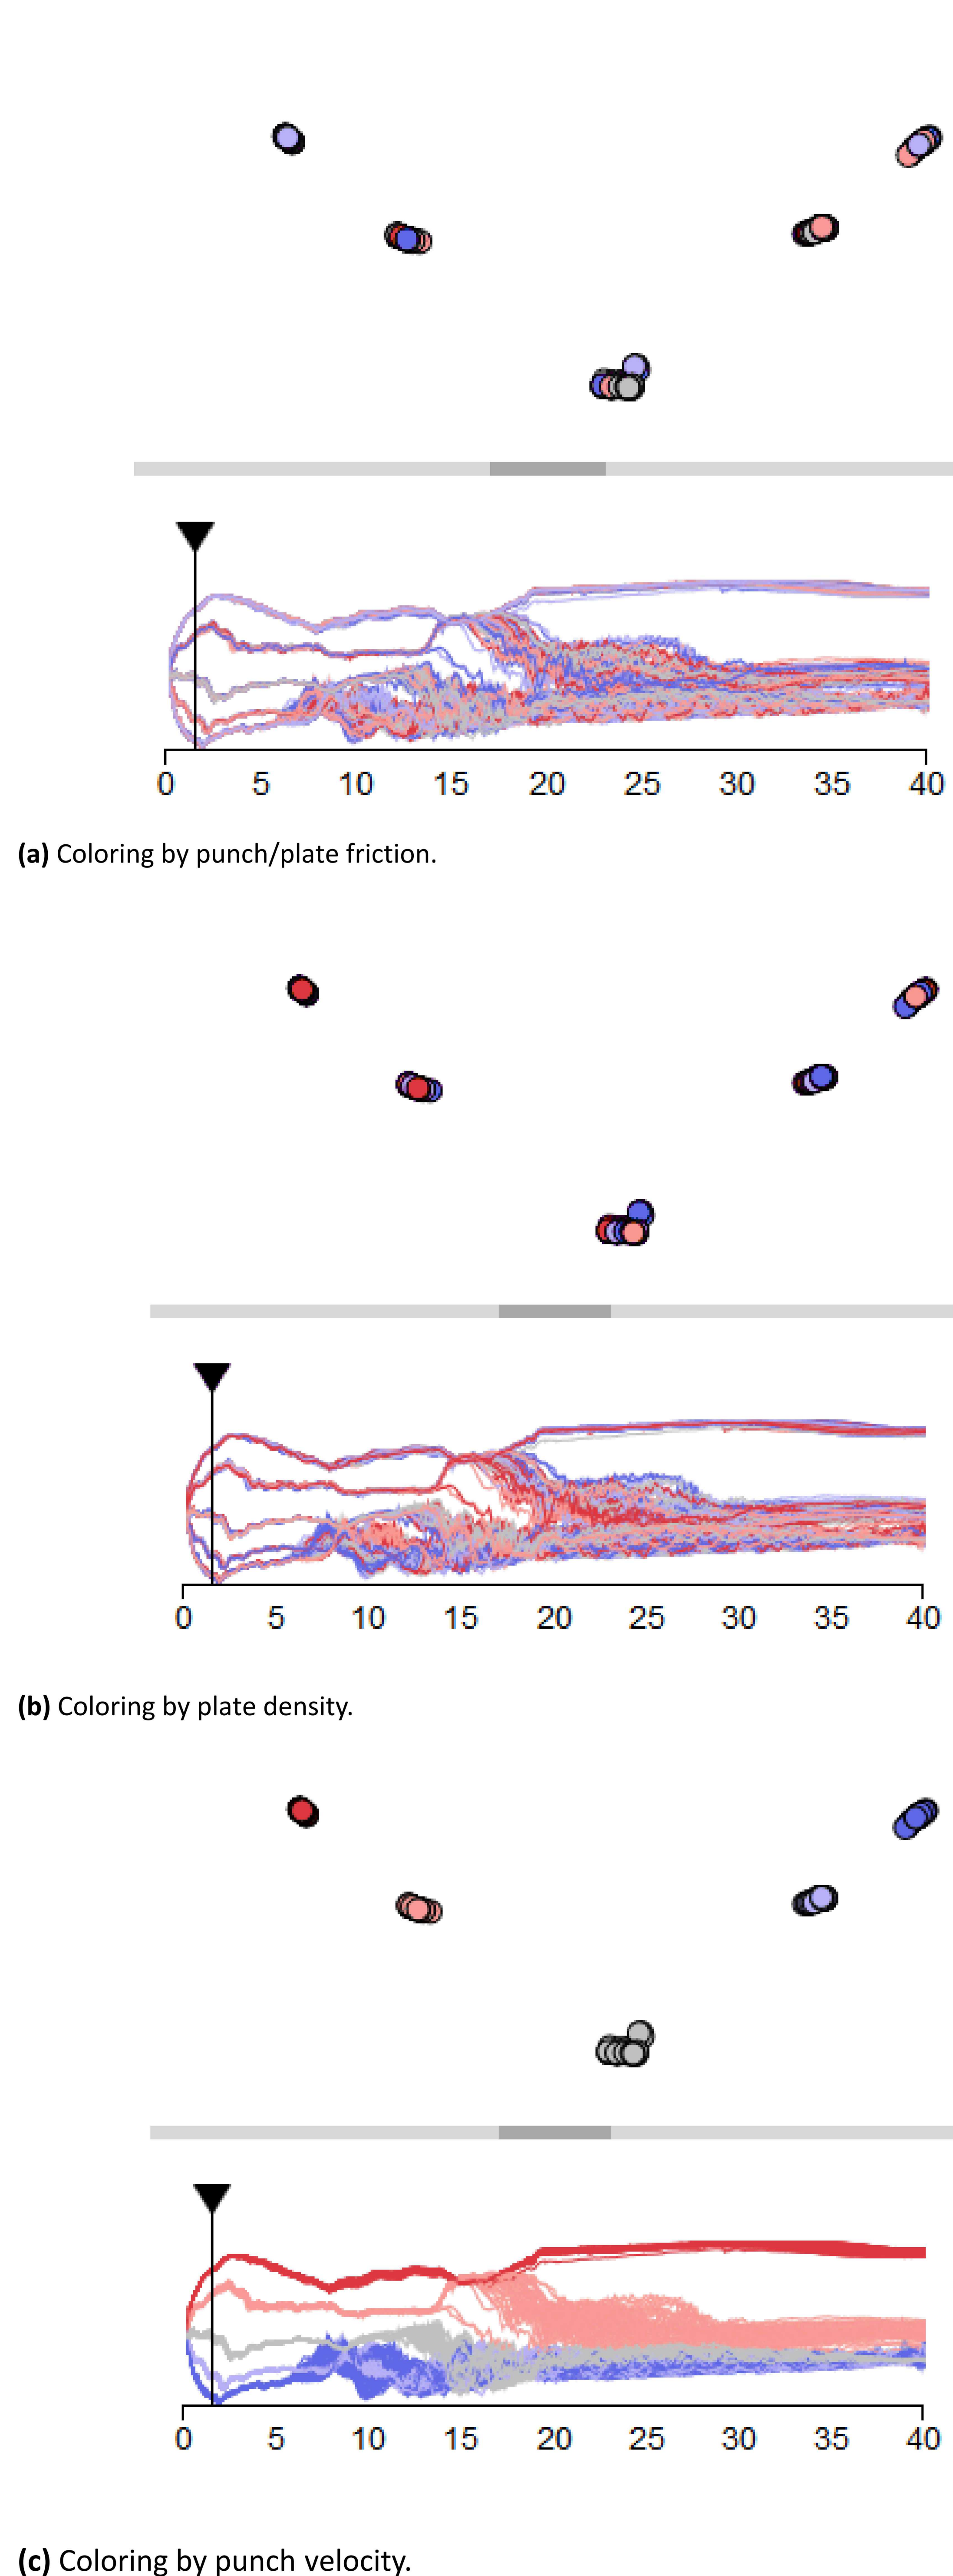 0 5 10 15 20 25 30 35 40
(a) Coloring by punch/plate friction.
0 5 10 15 20 25 30 35 40
(b) Coloring by plate density.
0 5 10 15 20 25 30 35 40
(c) Coloring by punch velocity.